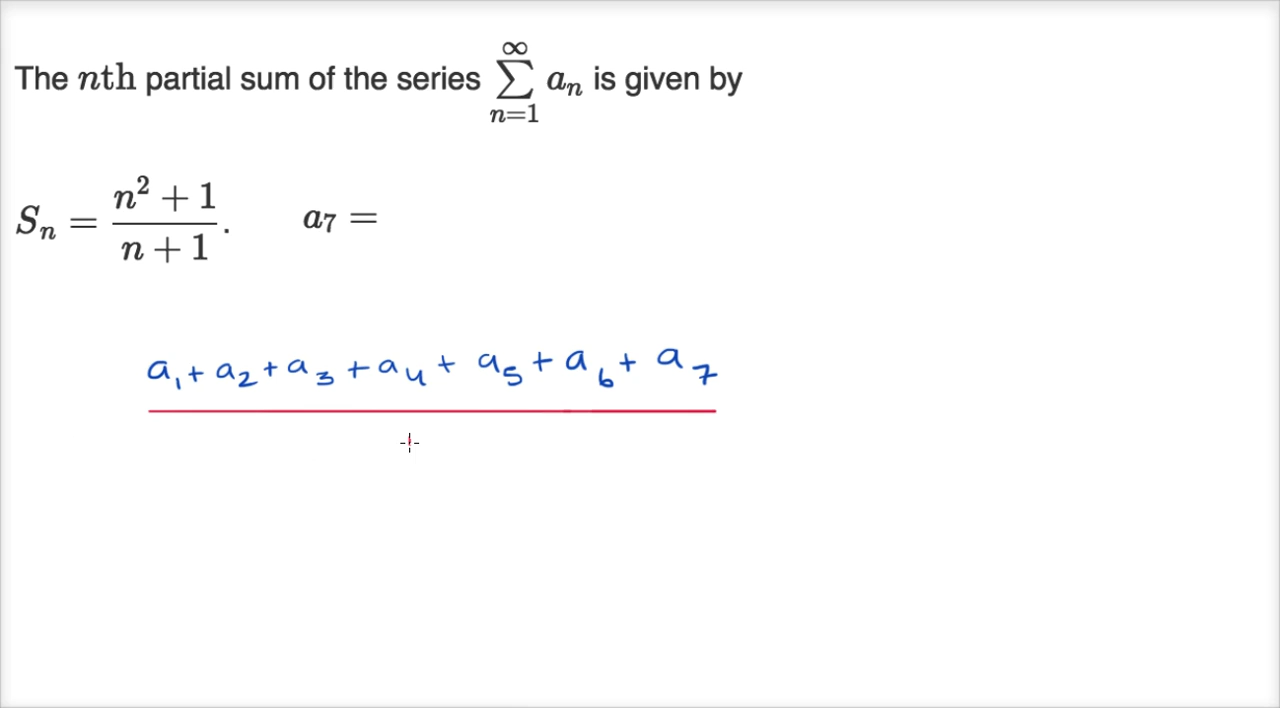 The nth partial sum of the series ∑_{n=1}^{∞} a_n is given by
S_n = \frac{n^2 + 1}{n + 1}. a_7 =
a_1 + a_2 + a_3 + a_4 + a_5 + a_6 + a_7